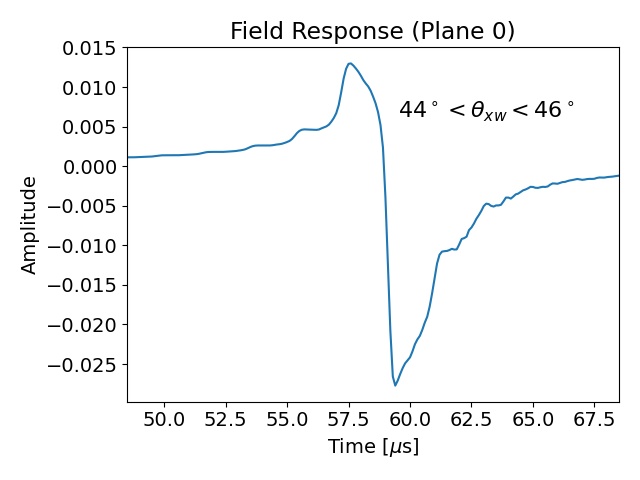 Field Response (Plane 0)
0.015
0.010
0.005
0.000
−0.005
−0.010
−0.015
−0.020
−0.025
Amplitude
44° < θxw < 46°
50.0 52.5 55.0 57.5 60.0 62.5 65.0 67.5
Time [μs]